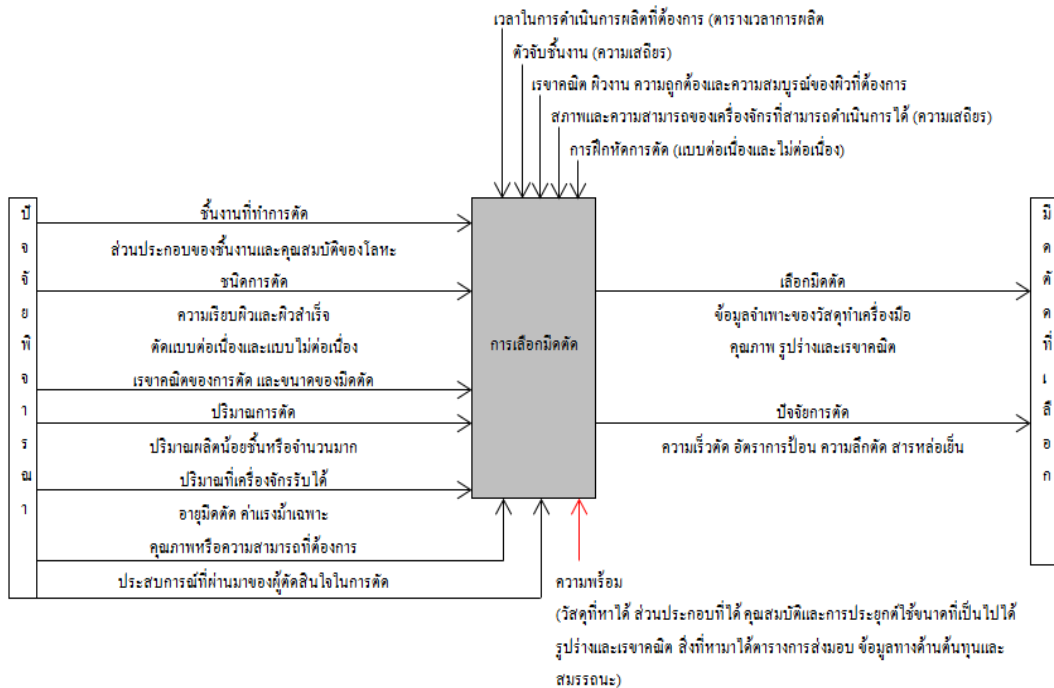 เวลาในการดำเนินการผลิตที่ต้องการ (ตารางเวลาการผลิต
ตัวจับชิ้นงาน (ความเสถียร)
เรขาคณิต ผิวงาน ความถูกต้องและความสมบูรณ์ของผิวที่ต้องการ
สภาพและความสามารถของเครื่องจักรที่สามารถดำเนินการได้ (ความเสถียร)
การฝึกหัดการตัด (แบบต่อเนื่องและไม่ต่อเนื่อง)
ปัจจัยพิจารณา
ชิ้นงานที่ทำการตัด
ส่วนประกอบของชิ้นงานและคุณสมบัติของโลหะ
ชนิดการตัด
ความเรียบผิวและผิวสำเร็จ
ตัดแบบต่อเนื่องและแบบไม่ต่อเนื่อง
เรขาคณิตของการตัด และขนาดของมีดตัด
ปริมาณการตัด
ปริมาณผลิตน้อยชิ้นหรือจำนวนมาก
ปริมาณที่เครื่องจักรรับได้
อายุมีดตัด ค่าแรงม้าเฉพาะ
คุณภาพหรือความสามารถที่ต้องการ
ประสบการณ์ที่ผ่านมาของผู้ตัดสินใจในการตัด
การเลือกมีดตัด
เลือกมีดตัด
ข้อมูลจำเพาะของวัสดุทำเครื่องมือ
คุณภาพ รูปร่างและเรขาคณิต
ปัจจัยการตัด
ความเร็วตัด อัตราการป้อน ความลึกตัด สารหล่อเย็น
มีดตัดที่เลือก
ความพร้อม
(วัสดุที่หาได้ ส่วนประกอบที่ได้ คุณสมบัติและการประยุกต์ใช้ขนาดที่เป็นไปได้
รูปร่างและเรขาคณิต สิ่งที่หามาได้ตารางการส่งมอบ ข้อมูลทางด้านต้นทุนและ
สมรรถนะ)